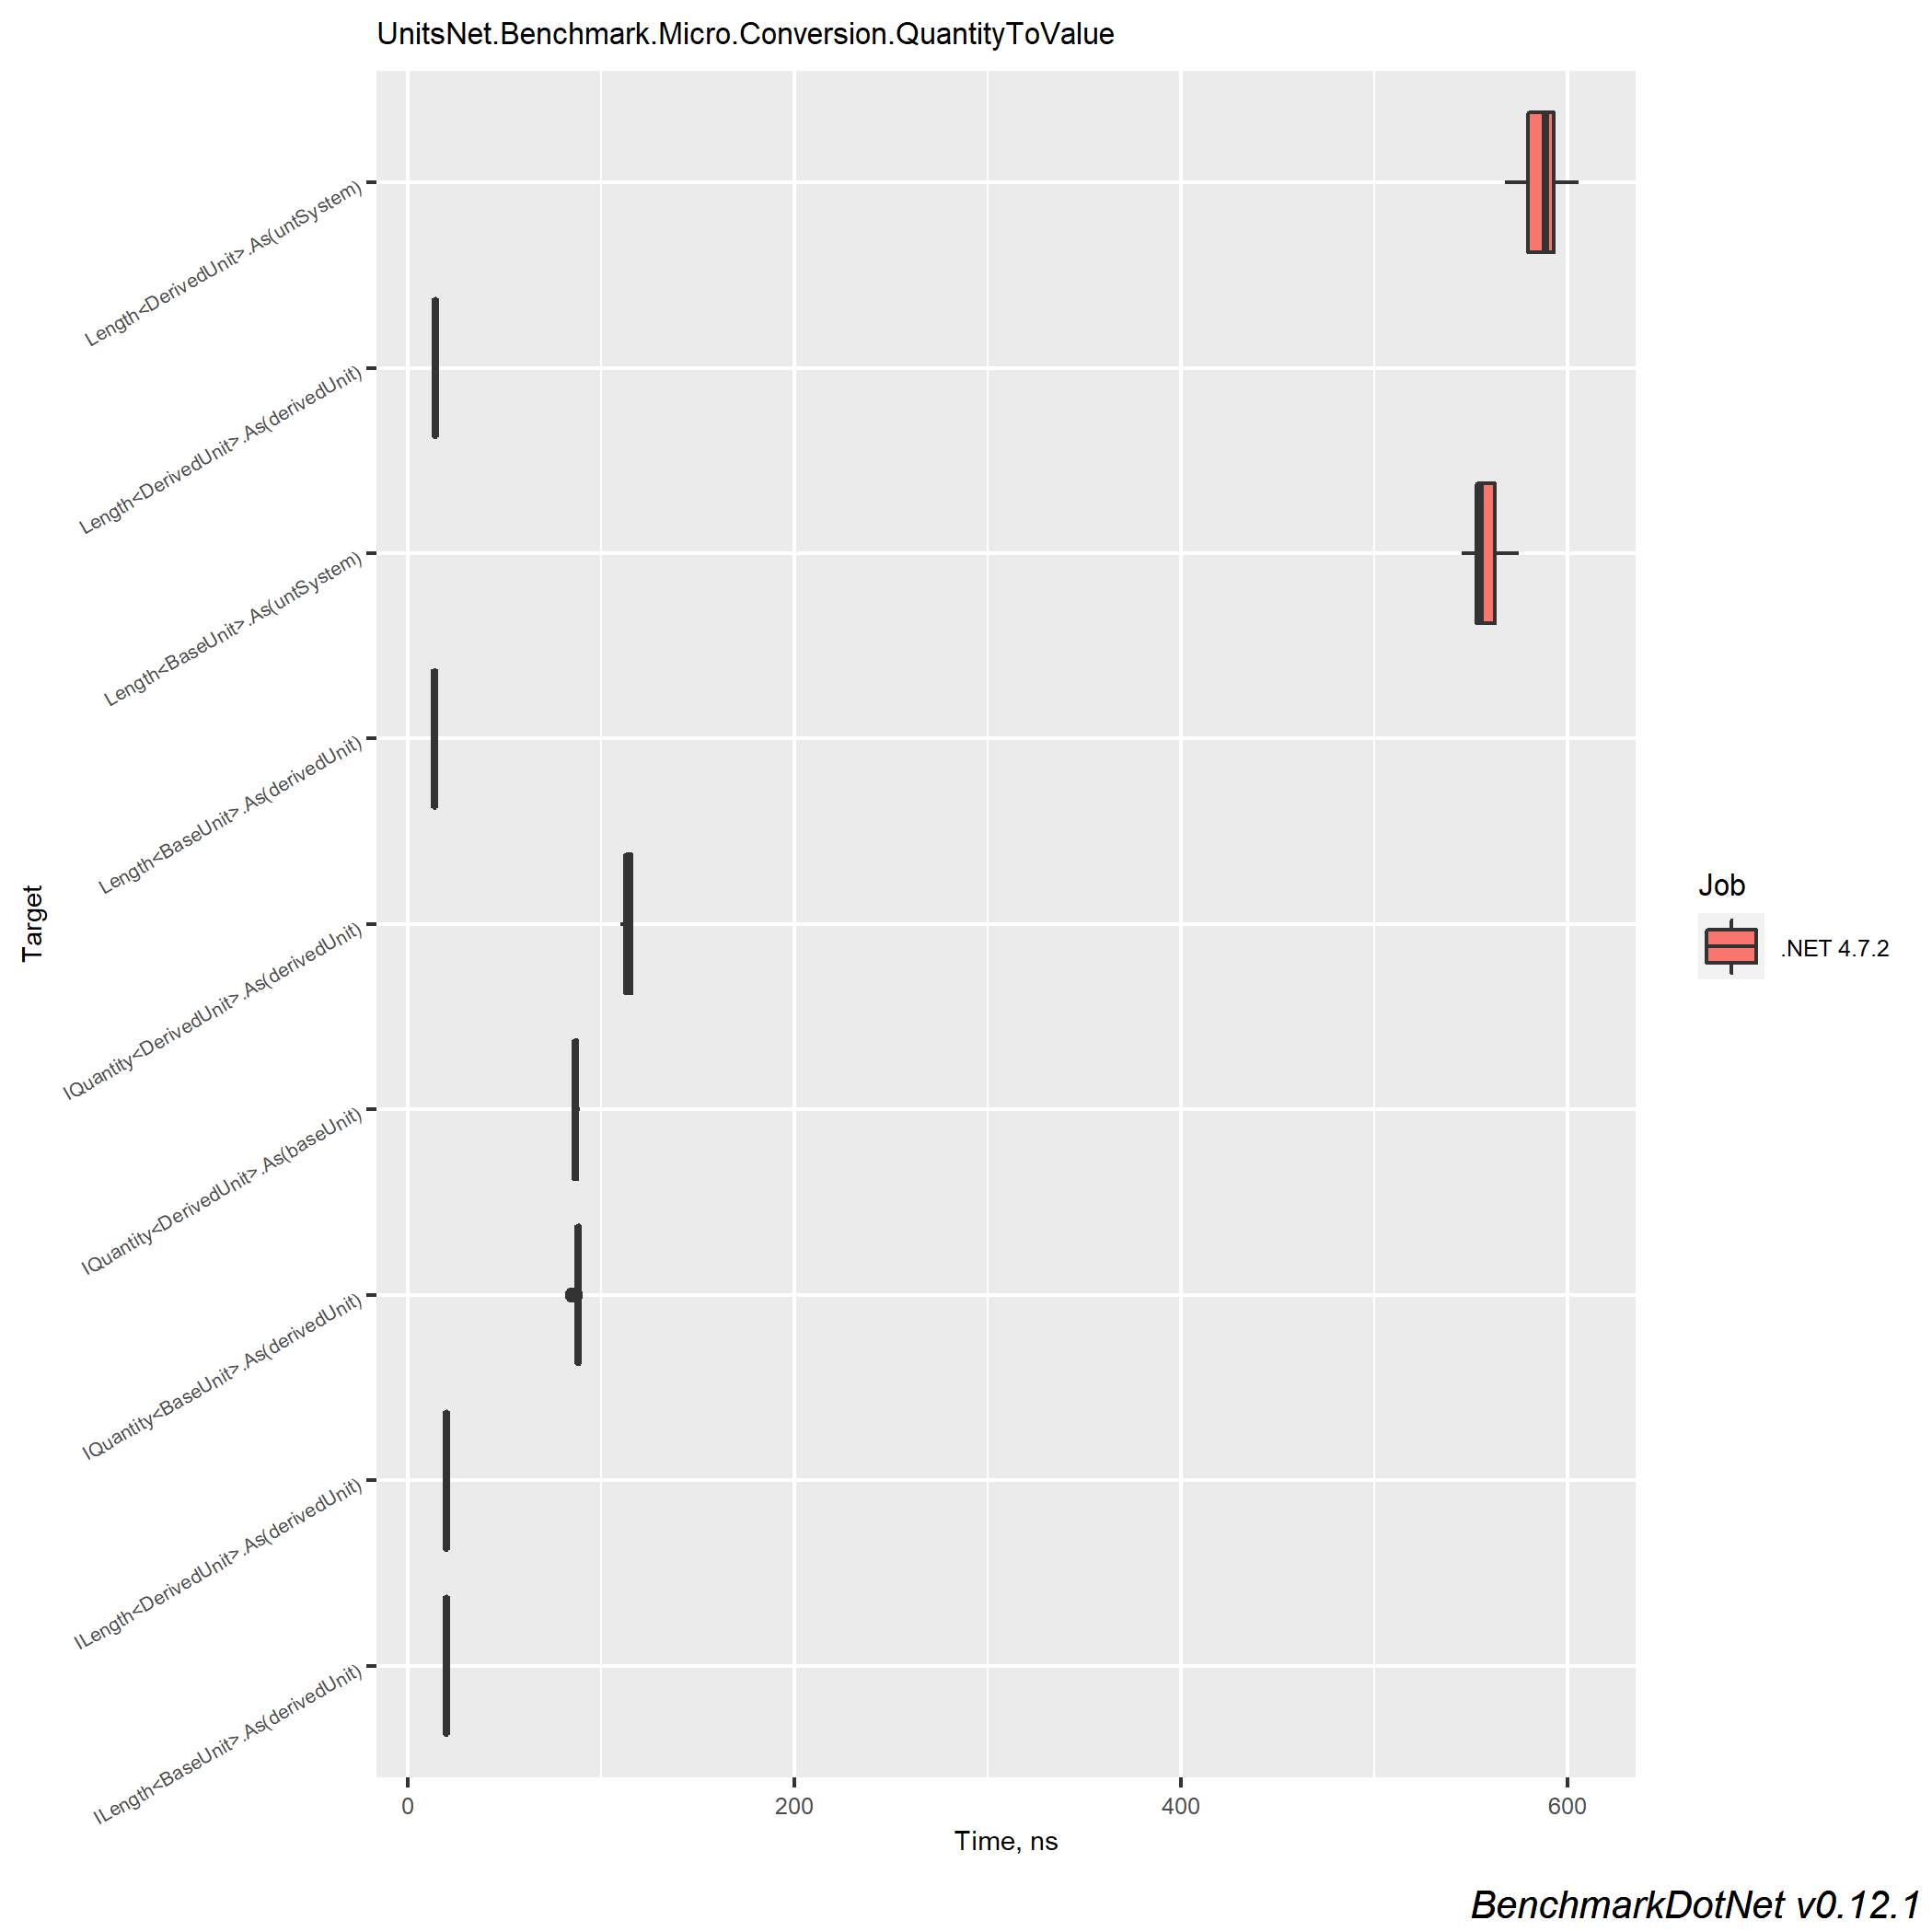 UnitsNet.Benchmark.Micro.Conversion.QuantityToValue
Length<DerivedUnit>.As(untSystem)
Length<DerivedUnit>.As(derivedUnit)
Length<BaseUnit>.As(untSystem)
Length<BaseUnit>.As(derivedUnit)
IQuantity<DerivedUnit>.As(derivedUnit)
IQuantity<DerivedUnit>.As(baseUnit)
IQuantity<BaseUnit>.As(derivedUnit)
ILength<DerivedUnit>.As(derivedUnit)
ILength<BaseUnit>.As(derivedUnit)
Target
0
200
400
600
Time, ns
Job
.NET 4.7.2
BenchmarkDotNet v0.12.1